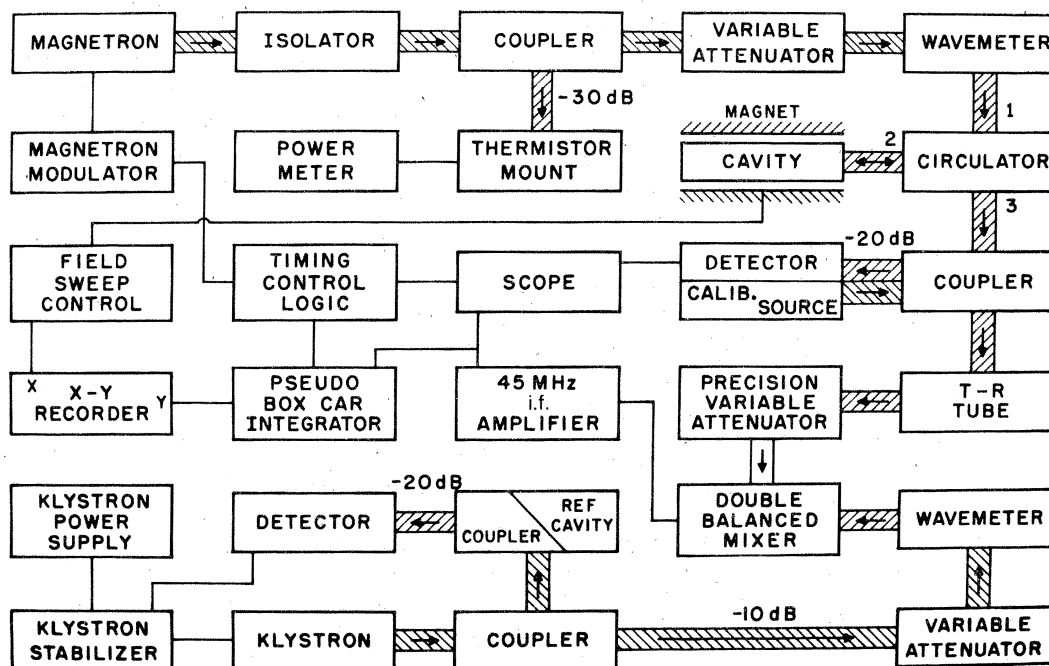 MAGNETRON
ISOLATOR
COUPLER
VARIABLE
ATTENUATOR
WAVEMETER
-30 dB
1
MAGNETRON
MODULATOR
POWER
METER
THERMISTOR
MOUNT
MAGNET
CAVITY
2
CIRCULATOR
3
FIELD
SWEEP
CONTROL
TIMING
CONTROL
LOGIC
SCOPE
DETECTOR
CALIB. SOURCE
-20 dB
COUPLER
X
X-Y
RECORDER
Y
PSEUDO
BOX CAR
INTEGRATOR
45 MHz
i.f.
AMPLIFIER
PRECISION
VARIABLE
ATTENUATOR
T-R
TUBE
KLYSTRON
POWER
SUPPLY
DETECTOR
-20 dB
COUPLER
REF
CAVITY
DOUBLE
BALANCED
MIXER
WAVEMETER
KLYSTRON
STABILIZER
KLYSTRON
COUPLER
-10 dB
VARIABLE
ATTENUATOR